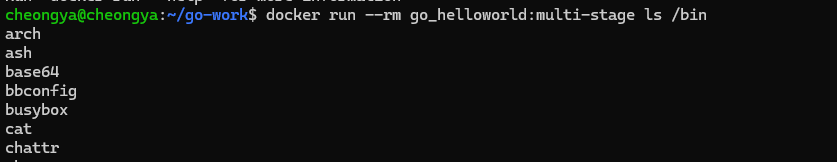 cheongya@cheongya:~/go-work$ docker run --rm go_helloworld:multi-stage ls /bin
arch
ash
base64
bbconfig
busybox
cat
chattr